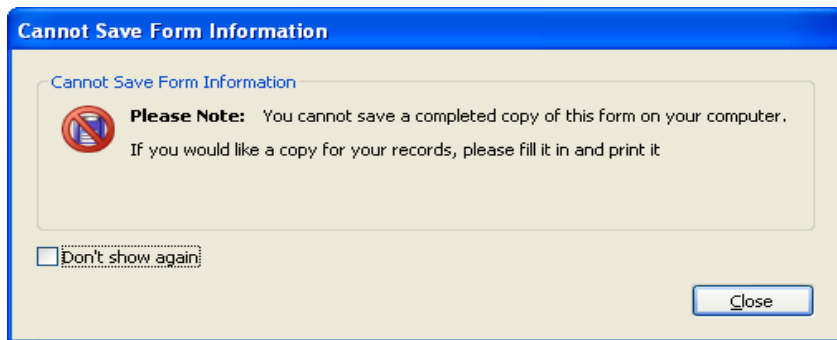 Cannot Save Form Information
Cannot Save Form Information
Please Note: You cannot save a completed copy of this form on your computer.
If you would like a copy for your records, please fill it in and print it
Don't show again
Close